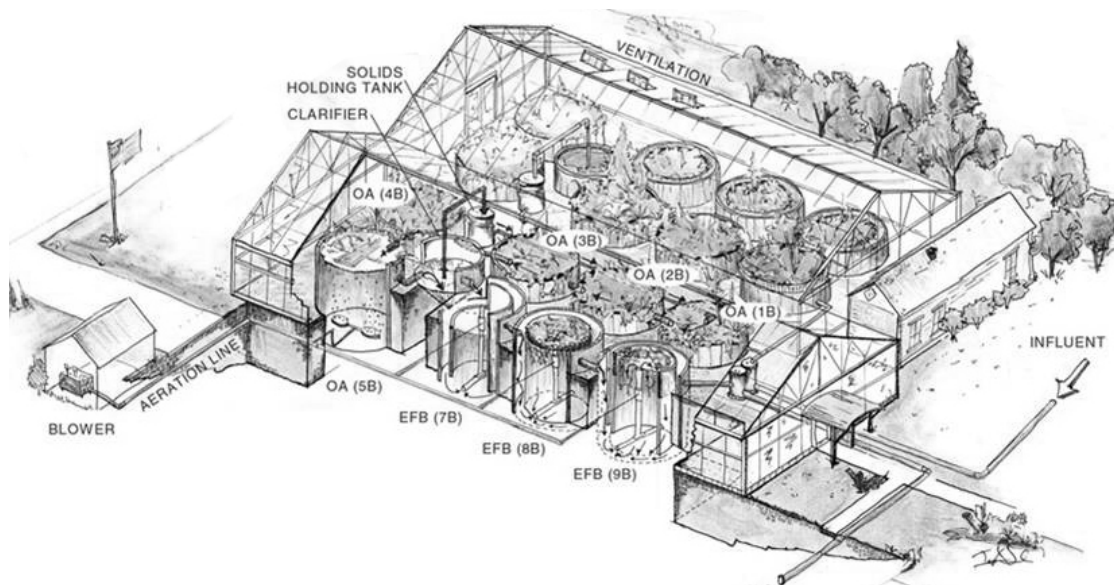 VENTILATION
SOLIDS
HOLDING TANK
CLARIFIER
OA (4B)
OA (3B)
OA (2B)
OA (1B)
INFLUENT
AERATION LINE
OA (5B)
BLOWER
EFB (7B)
EFB (8B)
EFB (9B)